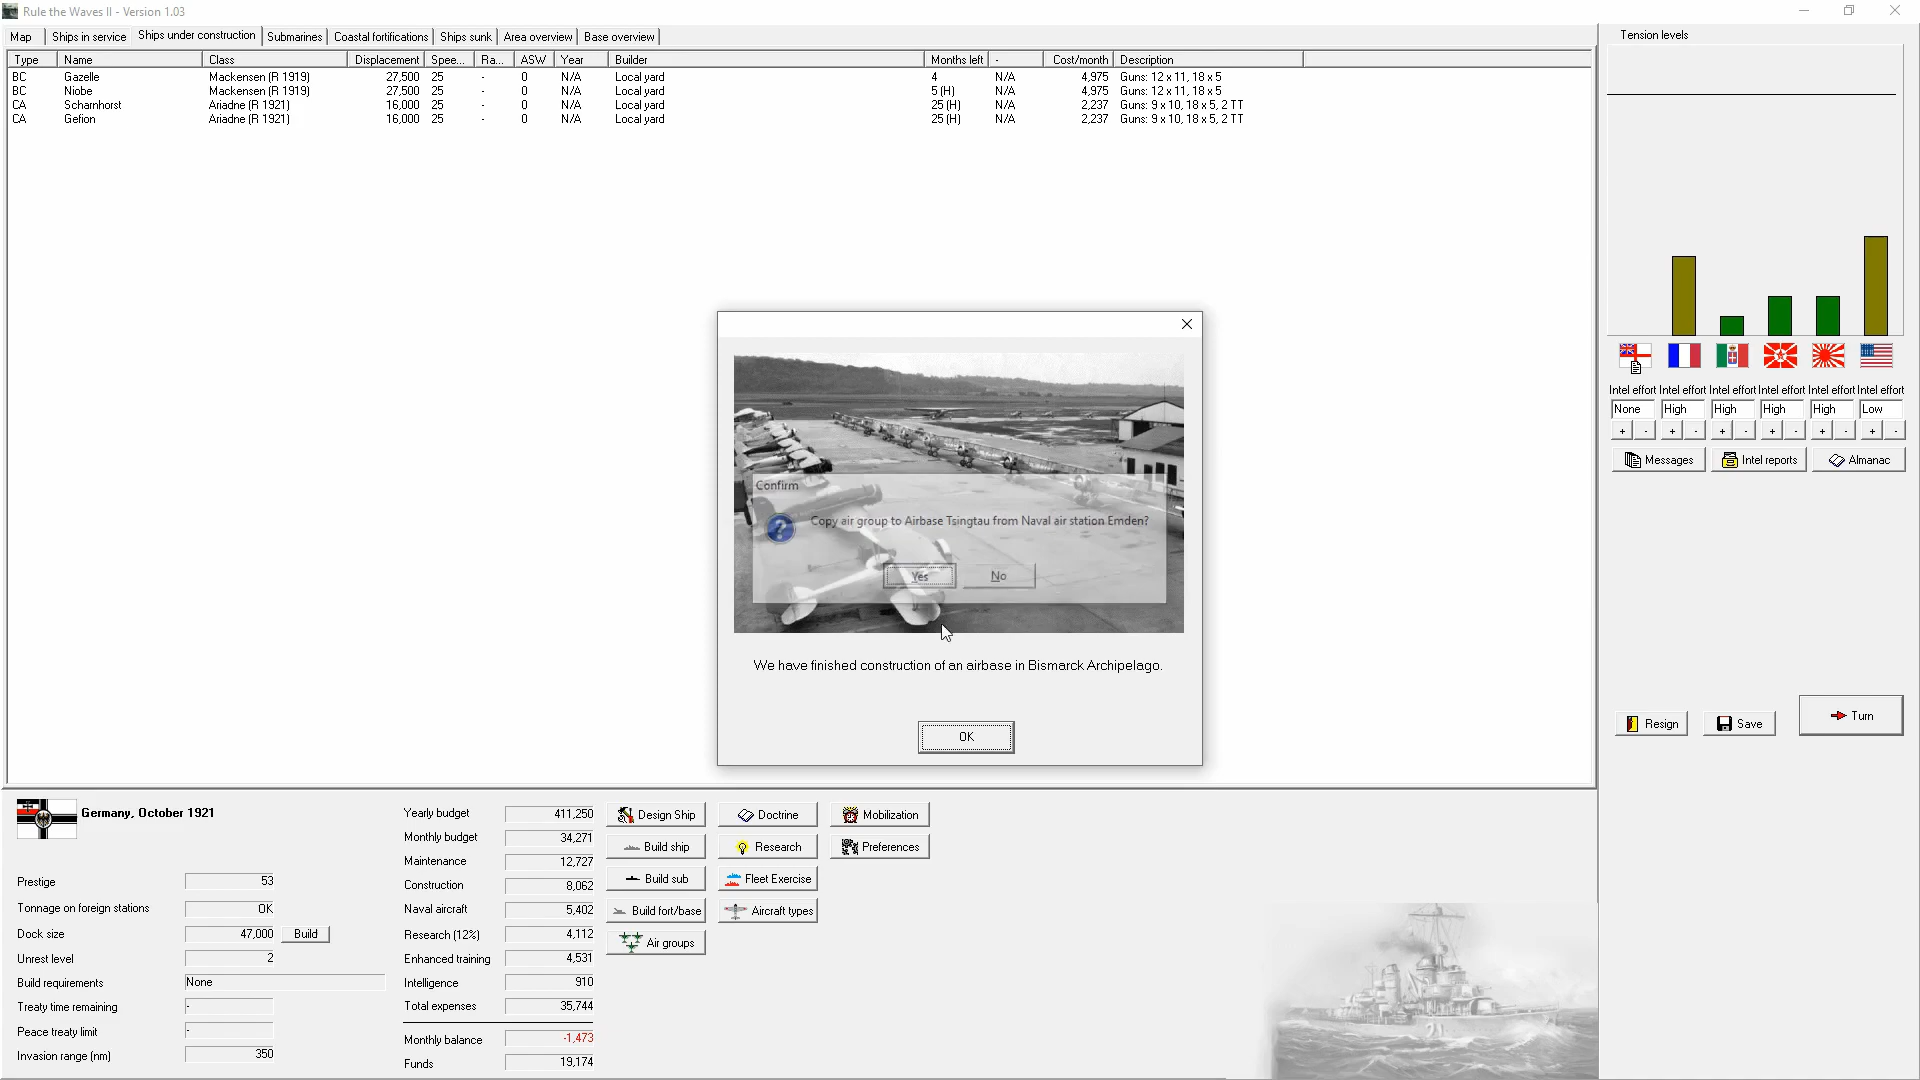 Rule the Waves II - Version 1.03
Map Ships in service Ships under construction Submarines Coastal fortifications Ships sunk Area overview Base overview
Type Name Class Displacement Spee... Ra... ASW Year Builder Months left - Cost/month Description
BC Gazelle Mackensen (R 1919) 27,500 25 - 0 N/A Local yard 4 N/A 4,975 Guns: 12 x 11, 18 x 5
BC Niobe Mackensen (R 1919) 27,500 25 - 0 N/A Local yard 5 (H) N/A 4,975 Guns: 12 x 11, 18 x 5
CA Scharnhorst Ariadne (R 1921) 16,000 25 - 0 N/A Local yard 25 (H) N/A 2,237 Guns: 9 x 10, 18 x 5, 2 TT
CA Gefion Ariadne (R 1921) 16,000 25 - 0 N/A Local yard 25 (H) N/A 2,237 Guns: 9 x 10, 18 x 5, 2 TT
Tension levels
Intel effort Intel effort Intel effort Intel effort Intel effort Intel effort
None High High High High Low
+ - + - + - + - + - + -
Messages Intel reports Almanac
Confirm
Copy air group to Airbase Tsingtau from Naval air station Emden?
Yes No
We have finished construction of an airbase in Bismarck Archipelago.
OK
Resign Save Turn
Germany, October 1921
Prestige 53
Tonnage on foreign stations OK
Dock size 47,000 Build
Unrest level 2
Build requirements None
Treaty time remaining -
Peace treaty limit -
Invasion range (nm) 350
Yearly budget 411,250
Monthly budget 34,271
Maintenance 12,727
Construction 8,062
Naval aircraft 5,402
Research (12%) 4,112
Enhanced training 4,531
Intelligence 910
Total expenses 35,744
Monthly balance -1,473
Funds 19,174
Design Ship Doctrine Mobilization
Build ship Research Preferences
Build sub Fleet Exercise
Build fort/base Aircraft types
Air groups